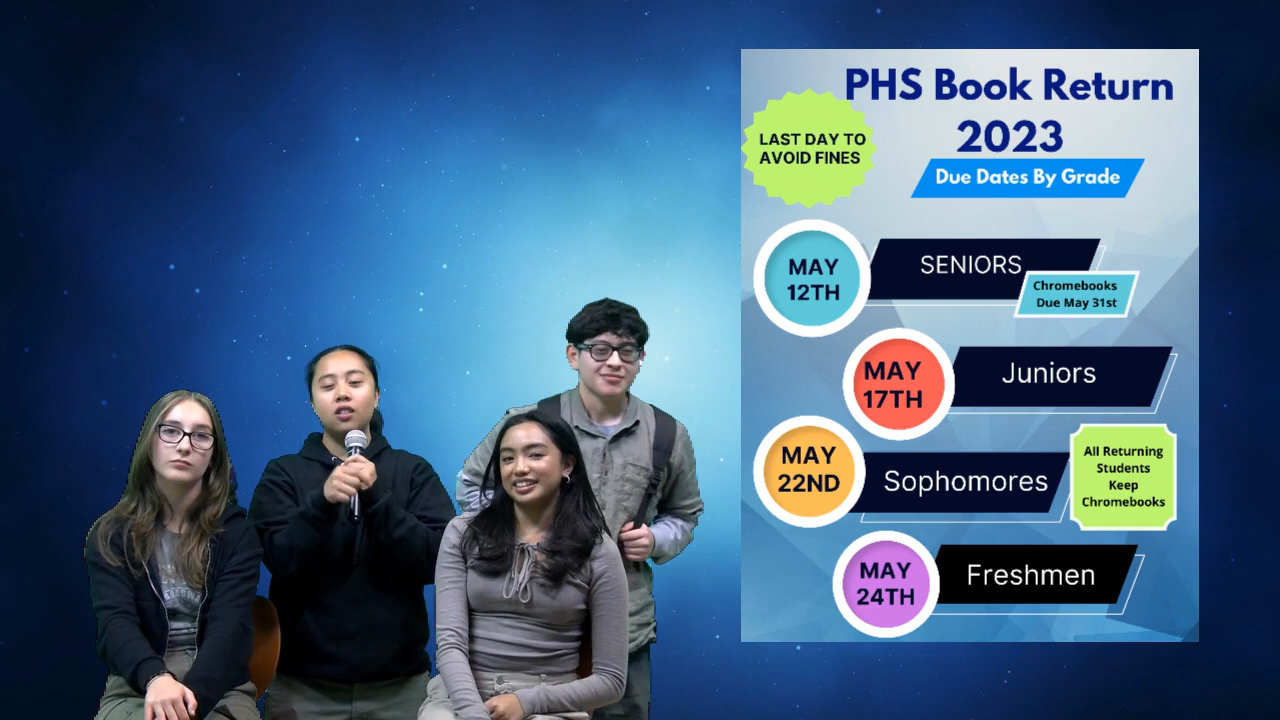 PHS Book Return
2023
LAST DAY TO
AVOID FINES
Due Dates By Grade
MAY
12TH
SENIORS
Chromebooks
Due May 31st
MAY
17TH
Juniors
MAY
22ND
Sophomores
All Returning
Students
Keep
Chromebooks
MAY
24TH
Freshmen